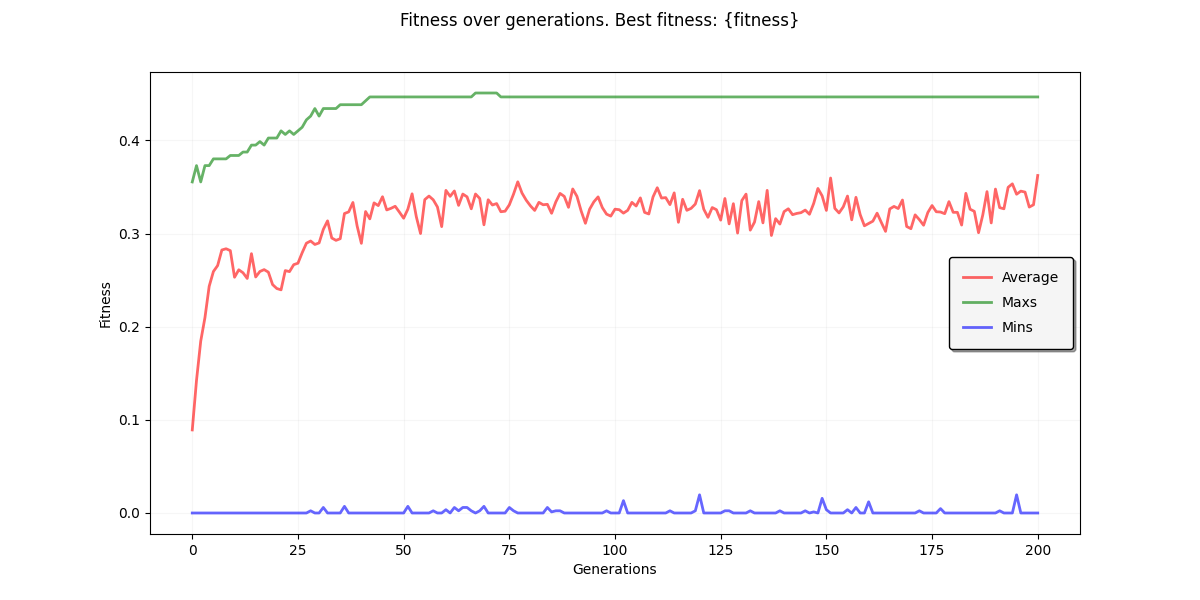 Fitness over generations. Best fitness: {fitness}
0.4
0.3
0.2
0.1
0.0
Fitness
Average
Maxs
Mins
0 25 50 75 100 125 150 175 200
Generations